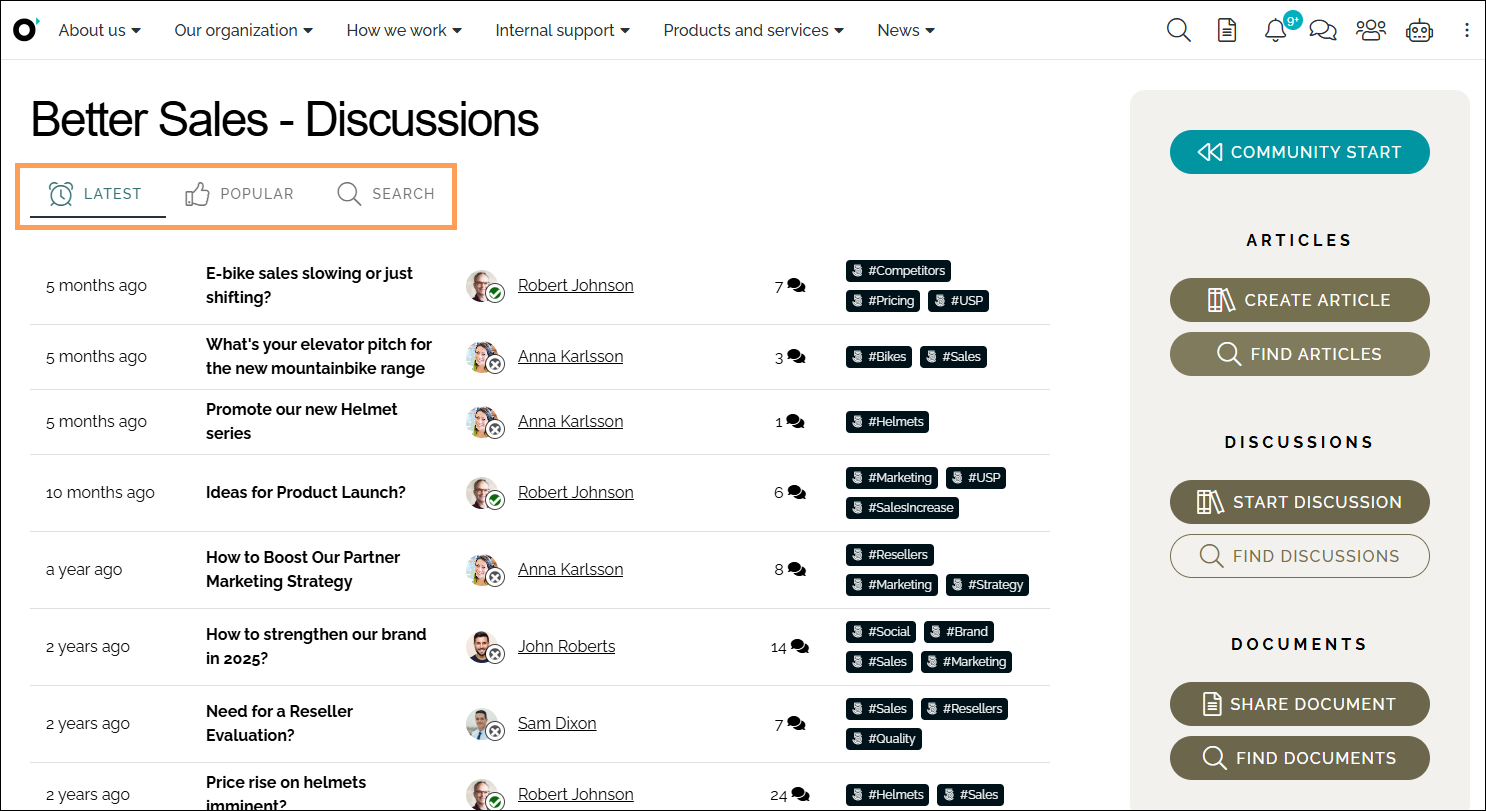 About us
Our organization
How we work
Internal support
Products and services
News
9+
Better Sales - Discussions
LATEST
POPULAR
SEARCH
5 months ago
E-bike sales slowing or just
shifting?
Robert Johnson
7
#Competitors
#Pricing #USP
5 months ago
What's your elevator pitch for
the new mountainbike range
Anna Karlsson
3
#Bikes #Sales
5 months ago
Promote our new Helmet
series
Anna Karlsson
1
#Helmets
10 months ago
Ideas for Product Launch?
Robert Johnson
6
#Marketing #USP
#SalesIncrease
a year ago
How to Boost Our Partner
Marketing Strategy
Anna Karlsson
8
#Resellers
#Marketing #Strategy
2 years ago
How to strengthen our brand
in 2025?
John Roberts
14
#Social #Brand
#Sales #Marketing
2 years ago
Need for a Reseller
Evaluation?
Sam Dixon
7
#Sales #Resellers
#Quality
2 years ago
Price rise on helmets
imminent?
Robert Johnson
24
#Helmets #Sales
COMMUNITY START
ARTICLES
CREATE ARTICLE
FIND ARTICLES
DISCUSSIONS
START DISCUSSION
FIND DISCUSSIONS
DOCUMENTS
SHARE DOCUMENT
FIND DOCUMENTS